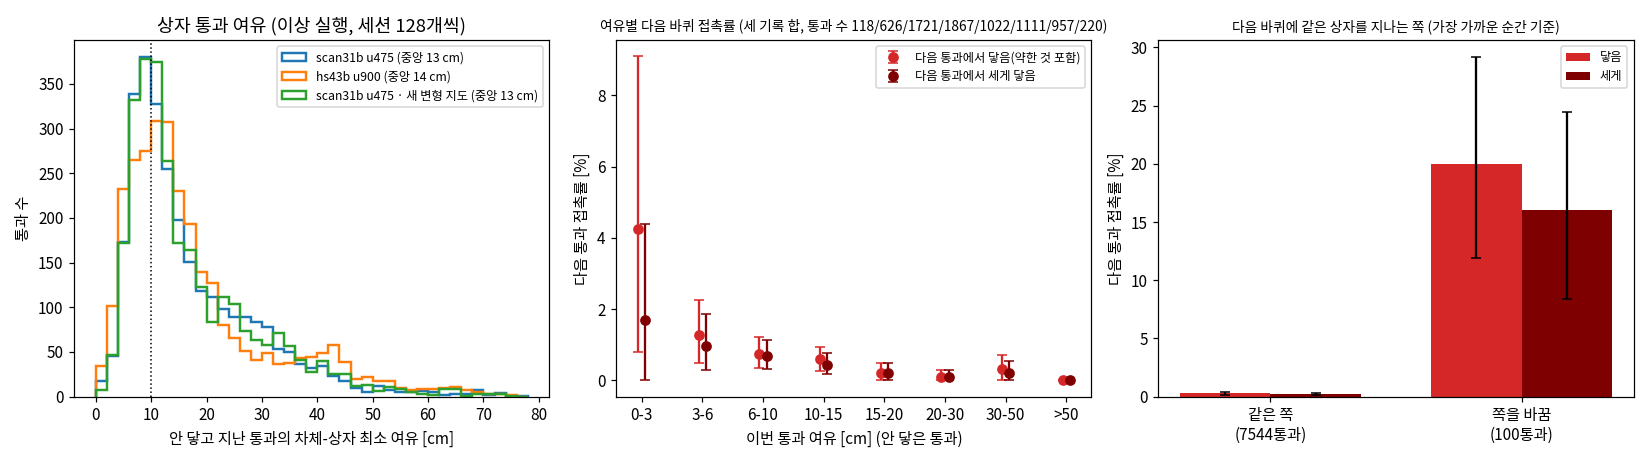 상자 통과 여유 (이상 실행, 세션 128개씩)
scan31b u475 (중앙 13 cm)
hs43b u900 (중앙 14 cm)
scan31b u475 · 새 변형 지도 (중앙 13 cm)
통과 수
350
300
250
200
150
100
50
0
0 10 20 30 40 50 60 70 80
안 닿고 지난 통과의 차체-상자 최소 여유 [cm]
여유별 다음 바퀴 접촉률 (세 기록 합, 통과 수 118/626/1721/1867/1022/1111/957/220)
다음 통과에서 닿음(약한 것 포함)
다음 통과에서 세게 닿음
다음 통과 접촉률 [%]
8
6
4
2
0
0-3 3-6 6-10 10-15 15-20 20-30 30-50 >50
이번 통과 여유 [cm] (안 닿은 통과)
다음 바퀴에 같은 상자를 지나는 쪽 (가장 가까운 순간 기준)
닿음
세게
다음 통과 접촉률 [%]
30
25
20
15
10
5
0
같은 쪽
(7544통과)
쪽을 바꿈
(100통과)